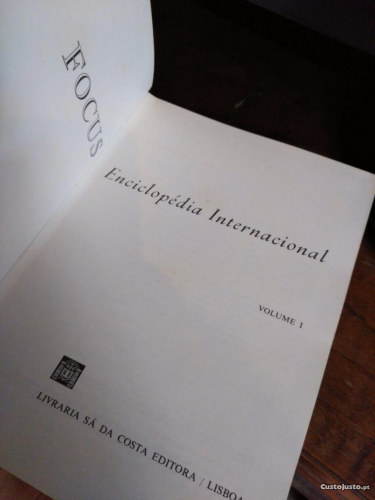 FOCUS
Enciclopédia Internacional
VOLUME I
LIVRARIA SÁ DA COSTA EDITORA / LISBOA
CustoJusto.pt